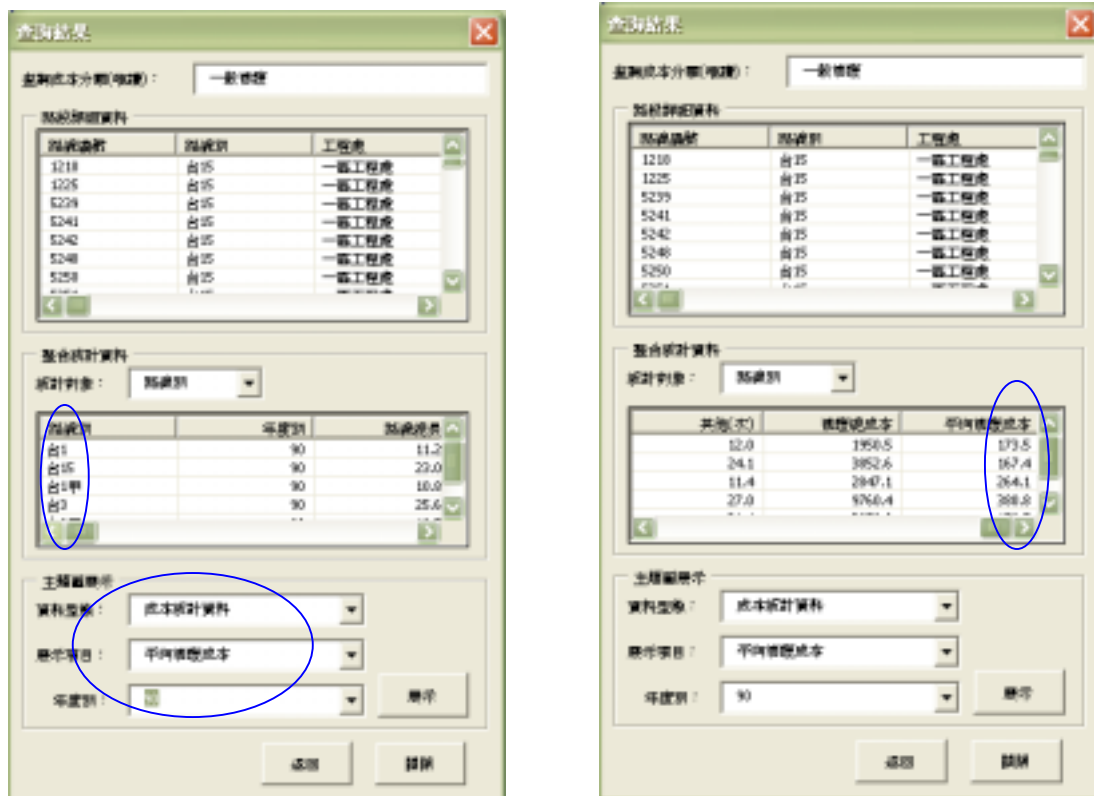 查詢結果
查詢成本分類(喚護)： 一般養護
路段詳細資料
路線編號 路線別 工程處
1218 台15 一區工程處
1225 台15 一區工程處
5239 台15 一區工程處
5241 台15 一區工程處
5242 台15 一區工程處
5248 台15 一區工程處
5250 台15 一區工程處
整合統計資料
統計對象： 路線別
路線別 年度別 路線總長
台1 90 11.2
台15 90 23.0
台1甲 90 10.8
台3 90 25.6
主題圖展示
資料型態： 成本統計資料
展示項目： 平均養護成本
年度別： 90
展示
返回 關閉
查詢結果
查詢成本分類(喚護)： 一般養護
路段詳細資料
路線編號 路線別 工程處
1218 台15 一區工程處
1225 台15 一區工程處
5239 台15 一區工程處
5241 台15 一區工程處
5242 台15 一區工程處
5248 台15 一區工程處
5250 台15 一區工程處
整合統計資料
統計對象： 路線別
其他(次) 養護總成本 平均養護成本
12.0 1950.5 173.5
24.1 3852.6 167.4
11.4 2847.1 264.1
27.0 9760.4 380.8
主題圖展示
資料型態： 成本統計資料
展示項目： 平均養護成本
年度別： 90
展示
返回 關閉